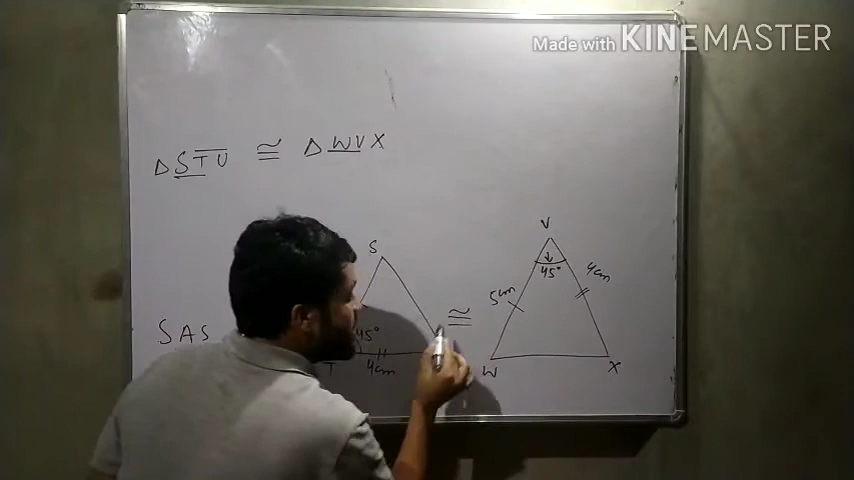 Made with KINEMASTER
ΔSTU ≅ ΔWVX
S
V
45°
4cm
5cm
≅
SAS
45°
T
4cm
W
X